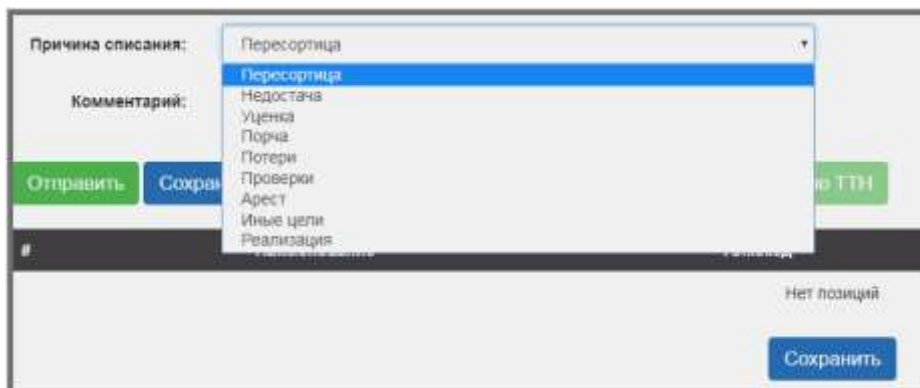 Причина списания: Пересортица
Пересортица
Недостача
Комментарий:
Уценка
Порча
Потери
Проверки
Арест
Иные цели
Реализация
Отправить Сохран ТТН
#
Нет позиций
Сохранить